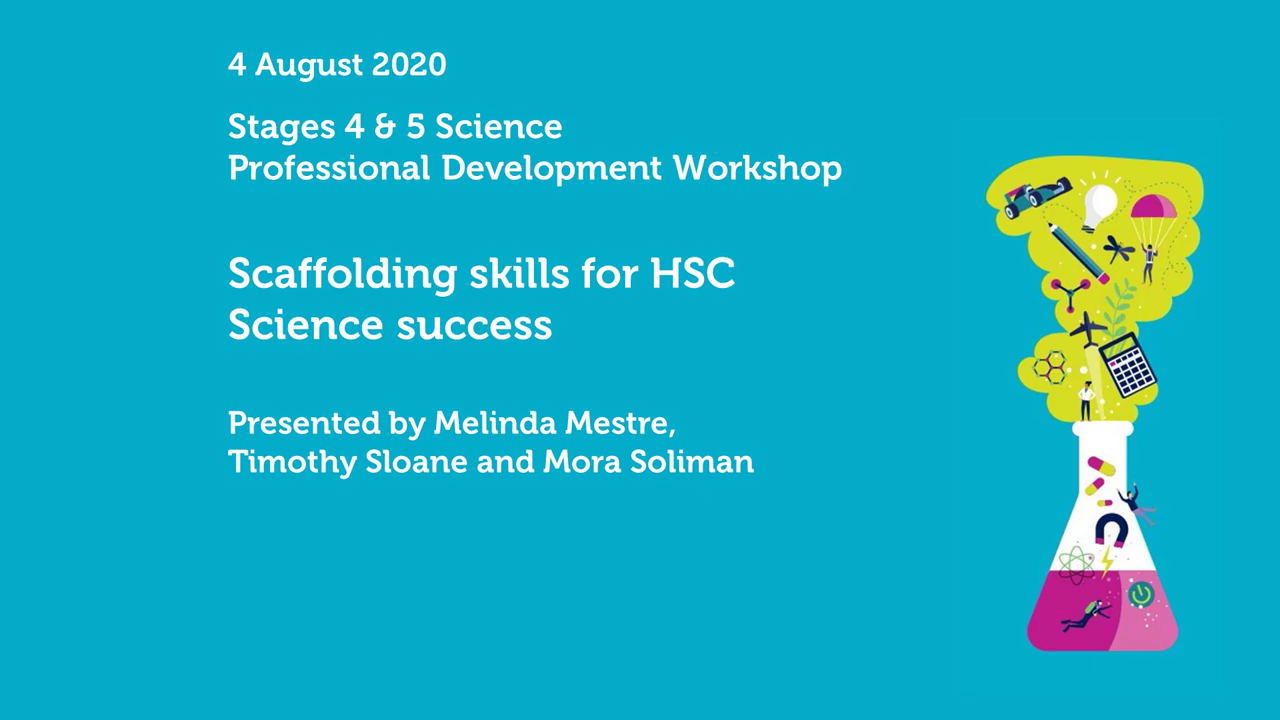 4 August 2020
Stages 4 & 5 Science
Professional Development Workshop
Scaffolding skills for HSC
Science success
Presented by Melinda Mestre,
Timothy Sloane and Mora Soliman